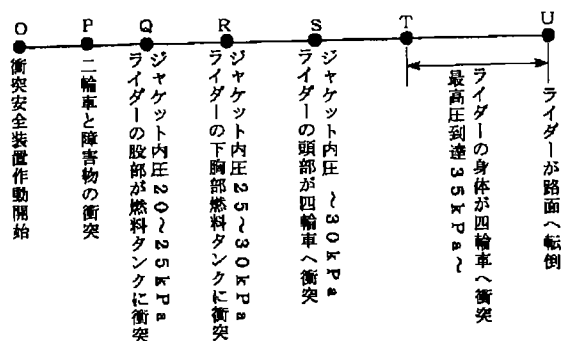 O
P
Q
R
S
T
U
衝突安全装置作動開始
二輪車と障害物の衝突
ジャケット内圧20～25kPa
ライダーの股部が燃料タンクに衝突
ジャケット内圧25～30kPa
ライダーの下胸部燃料タンクに衝突
ジャケット内圧 ～30kPa
ライダーの頭部が四輪車へ衝突
ライダーの身体が四輪車へ衝突
最高圧到達35kPa～
ライダーが路面へ転倒